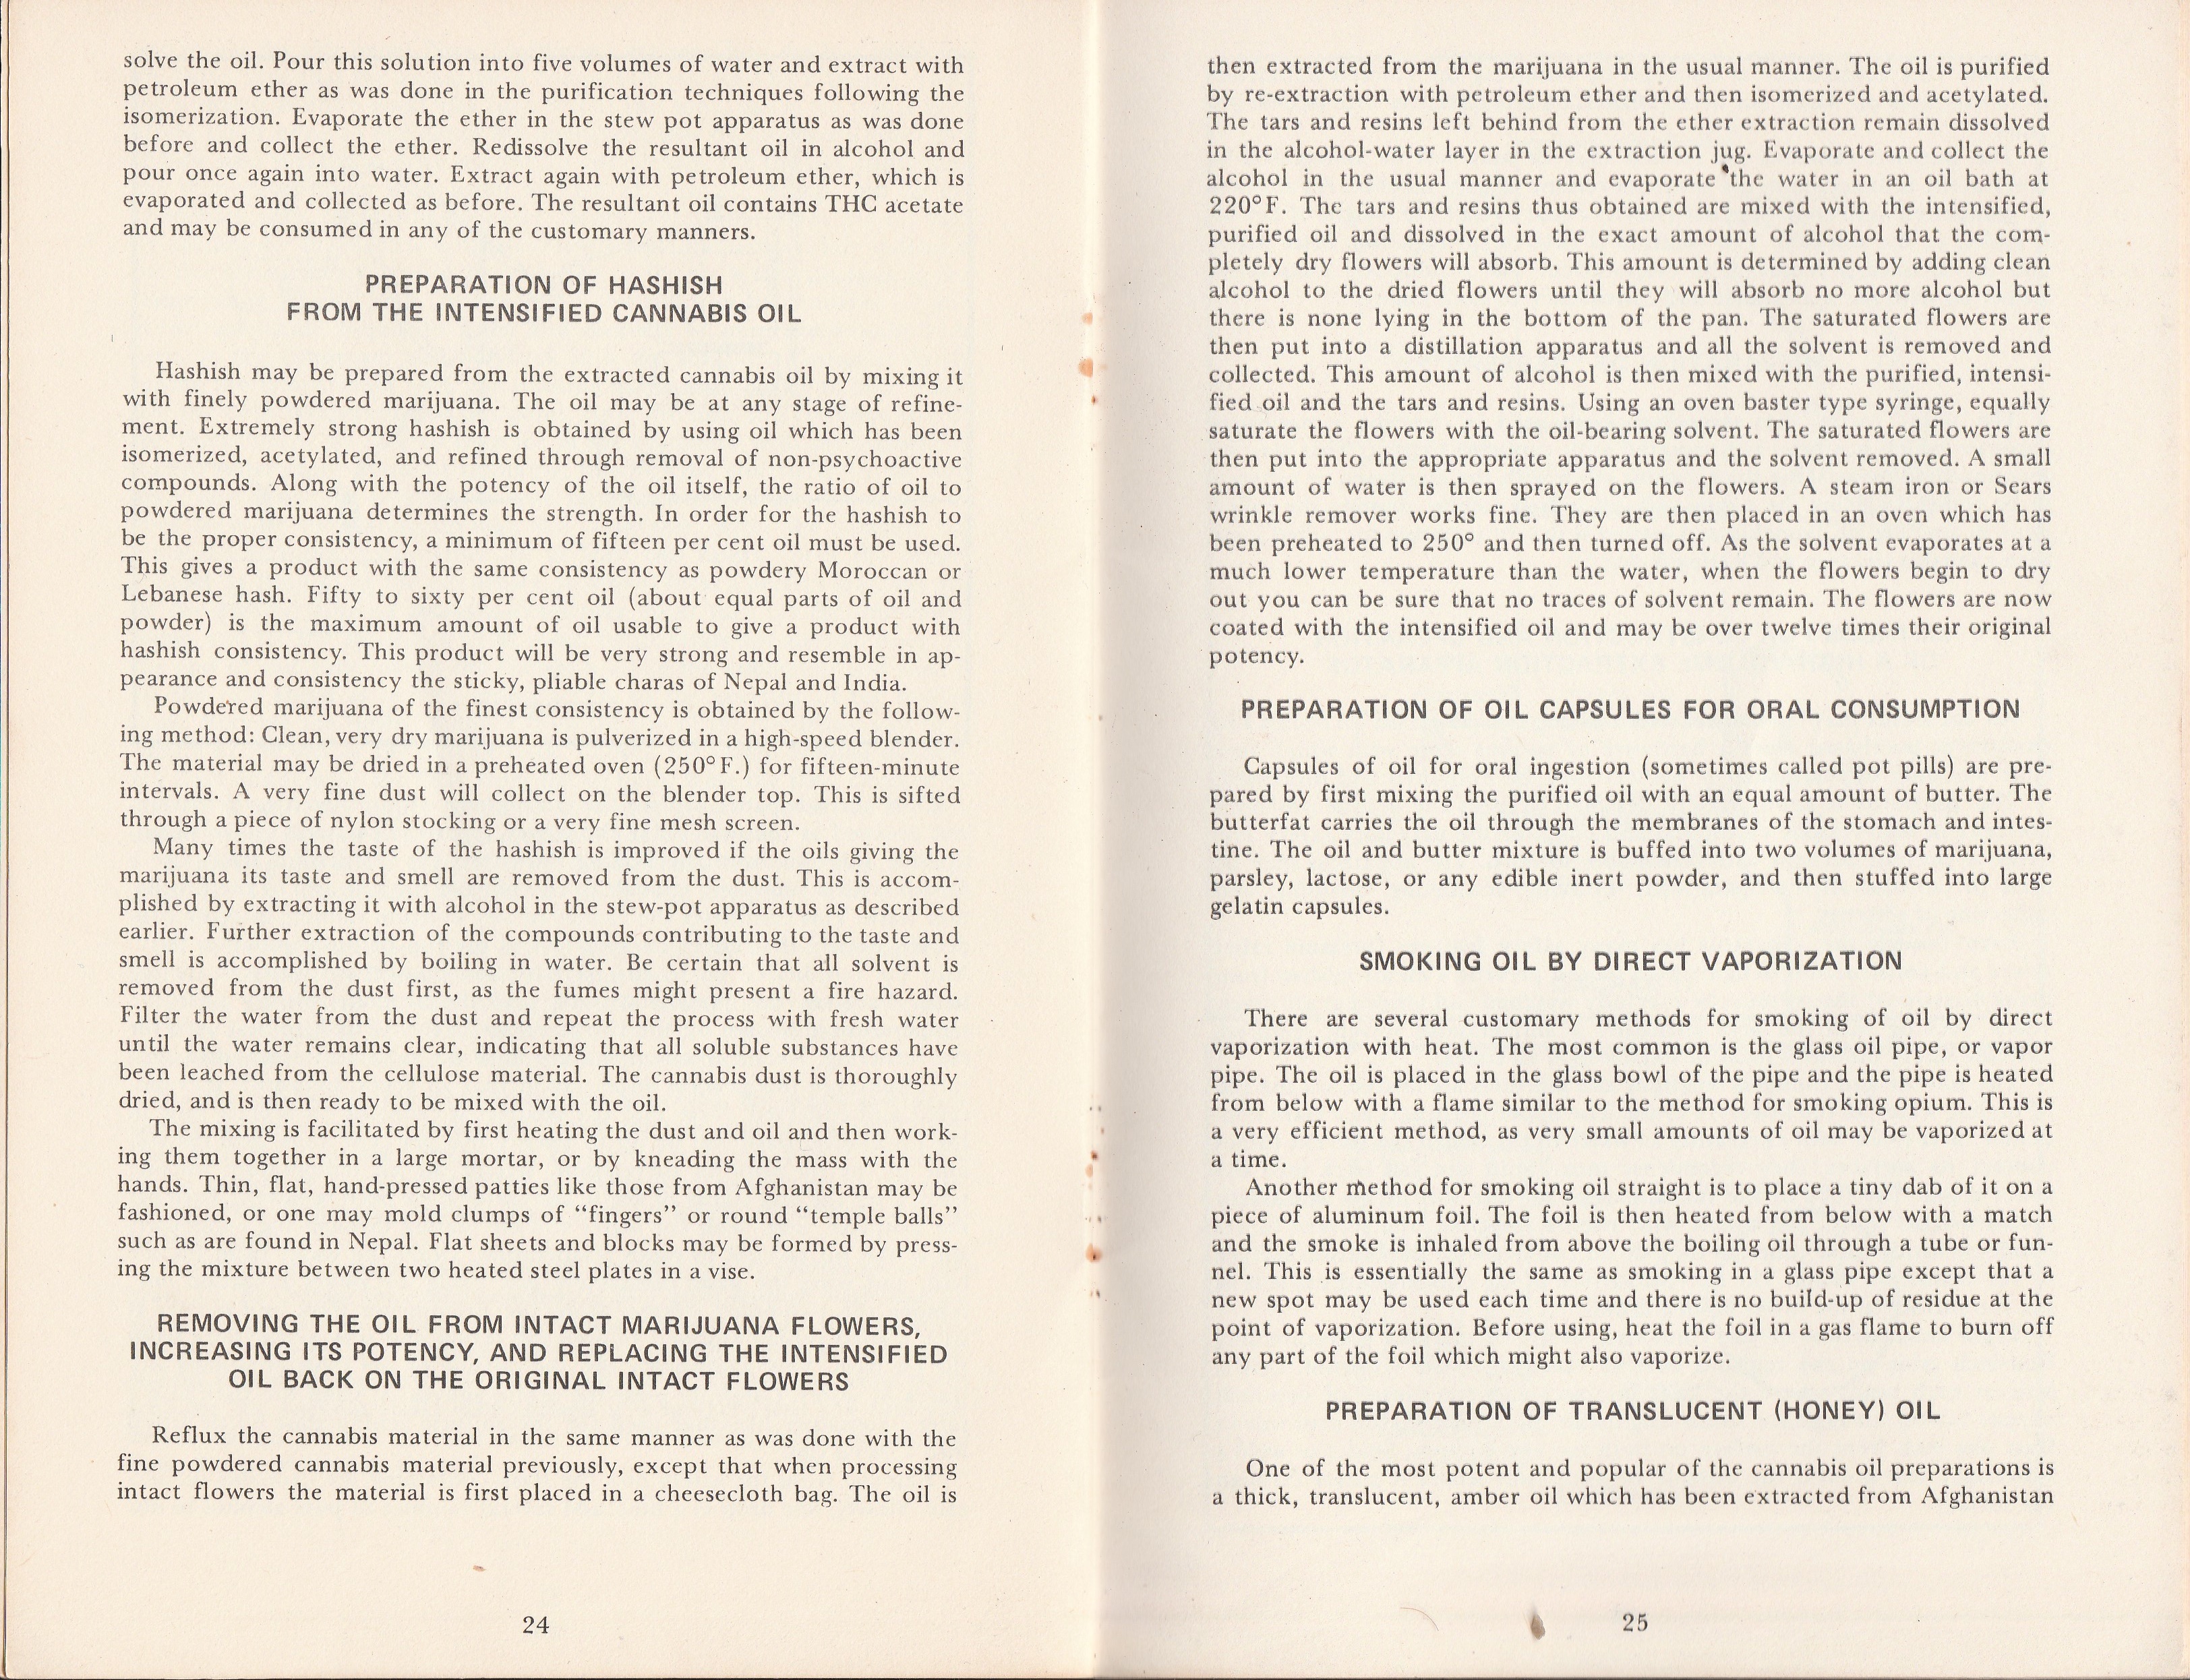 solve the oil. Pour this solution into five volumes of water and extract with
petroleum ether as was done in the purification techniques following the
isomerization. Evaporate the ether in the stew pot apparatus as was done
before and collect the ether. Redissolve the resultant oil in alcohol and
pour once again into water. Extract again with petroleum ether, which is
evaporated and collected as before. The resultant oil contains THC acetate
and may be consumed in any of the customary manners.
PREPARATION OF HASHISH
FROM THE INTENSIFIED CANNABIS OIL
Hashish may be prepared from the extracted cannabis oil by mixing it
with finely powdered marijuana. The oil may be at any stage of refine-
ment. Extremely strong hashish is obtained by using oil which has been
isomerized, acetylated, and refined through removal of non-psychoactive
compounds. Along with the potency of the oil itself, the ratio of oil to
powdered marijuana determines the strength. In order for the hashish to
be the proper consistency, a minimum of fifteen per cent oil must be used.
This gives a product with the same consistency as powdery Moroccan or
Lebanese hash. Fifty to sixty per cent oil (about equal parts of oil and
powder) is the maximum amount of oil usable to give a product with
hashish consistency. This product will be very strong and resemble in ap-
pearance and consistency the sticky, pliable charas of Nepal and India.
Powdered marijuana of the finest consistency is obtained by the follow-
ing method: Clean, very dry marijuana is pulverized in a high-speed blender.
The material may be dried in a preheated oven (250°F.) for fifteen-minute
intervals. A very fine dust will collect on the blender top. This is sifted
through a piece of nylon stocking or a very fine mesh screen.
Many times the taste of the hashish is improved if the oils giving the
marijuana its taste and smell are removed from the dust. This is accom-
plished by extracting it with alcohol in the stew-pot apparatus as described
earlier. Further extraction of the compounds contributing to the taste and
smell is accomplished by boiling in water. Be certain that all solvent is
removed from the dust first, as the fumes might present a fire hazard.
Filter the water from the dust and repeat the process with fresh water
until the water remains clear, indicating that all soluble substances have
been leached from the cellulose material. The cannabis dust is thoroughly
dried, and is then ready to be mixed with the oil.
The mixing is facilitated by first heating the dust and oil and then work-
ing them together in a large mortar, or by kneading the mass with the
hands. Thin, flat, hand-pressed patties like those from Afghanistan may be
fashioned, or one may mold clumps of “fingers” or round “temple balls”
such as are found in Nepal. Flat sheets and blocks may be formed by press-
ing the mixture between two heated steel plates in a vise.
REMOVING THE OIL FROM INTACT MARIJUANA FLOWERS,
INCREASING ITS POTENCY, AND REPLACING THE INTENSIFIED
OIL BACK ON THE ORIGINAL INTACT FLOWERS
Reflux the cannabis material in the same manner as was done with the
fine powdered cannabis material previously, except that when processing
intact flowers the material is first placed in a cheesecloth bag. The oil is
24
then extracted from the marijuana in the usual manner. The oil is purified
by re-extraction with petroleum ether and then isomerized and acetylated.
The tars and resins left behind from the ether extraction remain dissolved
in the alcohol-water layer in the extraction jug. Evaporate and collect the
alcohol in the usual manner and evaporate the water in an oil bath at
220°F. The tars and resins thus obtained are mixed with the intensified,
purified oil and dissolved in the exact amount of alcohol that the com-
pletely dry flowers will absorb. This amount is determined by adding clean
alcohol to the dried flowers until they will absorb no more alcohol but
there is none lying in the bottom of the pan. The saturated flowers are
then put into a distillation apparatus and all the solvent is removed and
collected. This amount of alcohol is then mixed with the purified, intensi-
fied oil and the tars and resins. Using an oven baster type syringe, equally
saturate the flowers with the oil-bearing solvent. The saturated flowers are
then put into the appropriate apparatus and the solvent removed. A small
amount of water is then sprayed on the flowers. A steam iron or Sears
wrinkle remover works fine. They are then placed in an oven which has
been preheated to 250° and then turned off. As the solvent evaporates at a
much lower temperature than the water, when the flowers begin to dry
out you can be sure that no traces of solvent remain. The flowers are now
coated with the intensified oil and may be over twelve times their original
potency.
PREPARATION OF OIL CAPSULES FOR ORAL CONSUMPTION
Capsules of oil for oral ingestion (sometimes called pot pills) are pre-
pared by first mixing the purified oil with an equal amount of butter. The
butterfat carries the oil through the membranes of the stomach and intes-
tine. The oil and butter mixture is buffed into two volumes of marijuana,
parsley, lactose, or any edible inert powder, and then stuffed into large
gelatin capsules.
SMOKING OIL BY DIRECT VAPORIZATION
There are several customary methods for smoking of oil by direct
vaporization with heat. The most common is the glass oil pipe, or vapor
pipe. The oil is placed in the glass bowl of the pipe and the pipe is heated
from below with a flame similar to the method for smoking opium. This is
a very efficient method, as very small amounts of oil may be vaporized at
a time.
Another method for smoking oil straight is to place a tiny dab of it on a
piece of aluminum foil. The foil is then heated from below with a match
and the smoke is inhaled from above the boiling oil through a tube or fun-
nel. This is essentially the same as smoking in a glass pipe except that a
new spot may be used each time and there is no build-up of residue at the
point of vaporization. Before using, heat the foil in a gas flame to burn off
any part of the foil which might also vaporize.
PREPARATION OF TRANSLUCENT (HONEY) OIL
One of the most potent and popular of the cannabis oil preparations is
a thick, translucent, amber oil which has been extracted from Afghanistan
25